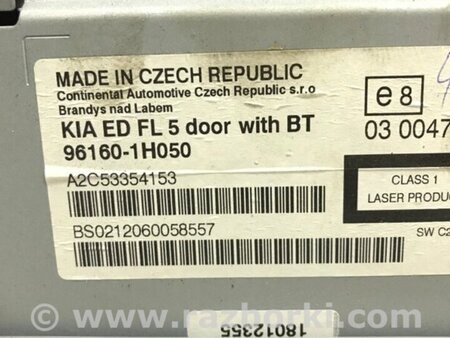 MADE IN CZECH REPUBLIC
Continental Automotive Czech Republic s.r.o
Brandys nad Labem
KIA ED FL 5 door with BT
96160-1H050
A2C53354153
BS0212060058557
e 8
03 0047
CLASS 1
LASER PRODUC
SW C2
18012355
www.razborki.com